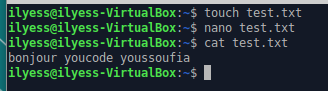 ilyess@ilyess-VirtualBox:~$ touch test.txt
ilyess@ilyess-VirtualBox:~$ nano test.txt
ilyess@ilyess-VirtualBox:~$ cat test.txt
bonjour youcode youssoufia
ilyess@ilyess-VirtualBox:~$